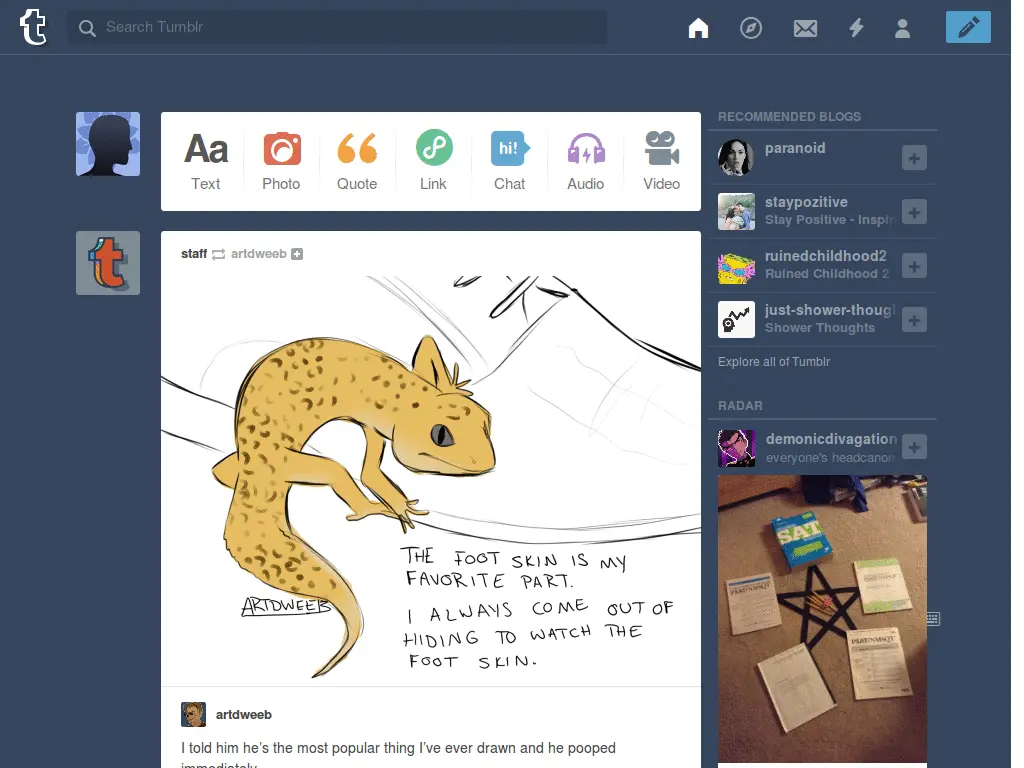 Search Tumblr
Aa
Text
Photo
Quote
Link
hi!
Chat
Audio
Video
staff artdweeb
THE FOOT SKIN IS MY
FAVORITE PART.
I ALWAYS COME OUT OF
HIDING TO WATCH THE
FOOT SKIN.
ARTDWEEB
artdweeb
I told him he's the most popular thing I've ever drawn and he pooped
immediately
RECOMMENDED BLOGS
paranoid
staypozitive
Stay Positive - Inspir
ruinedchildhood2
Ruined Childhood 2
just-shower-thoug
Shower Thoughts
Explore all of Tumblr
RADAR
demonicdivagation
everyone's headcanon
SAT